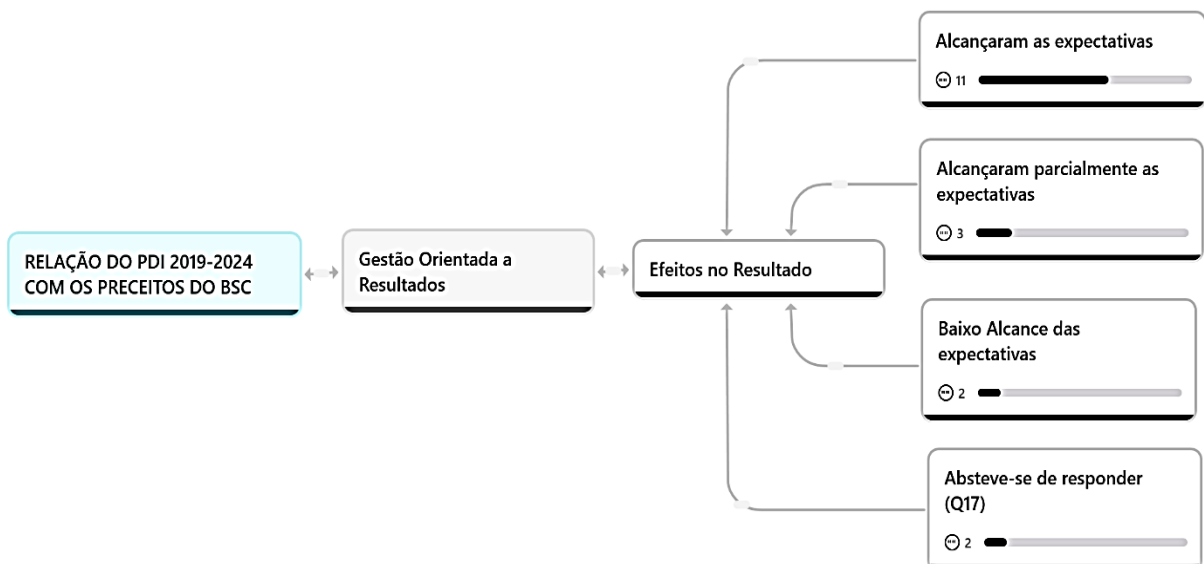 RELAÇÃO DO PDI 2019-2024
COM OS PRECEITOS DO BSC
Gestão Orientada a
Resultados
Efeitos no Resultado
Alcançaram as expectativas
11
Alcançaram parcialmente as
expectativas
3
Baixo Alcance das
expectativas
2
Absteve-se de responder
(Q17)
2